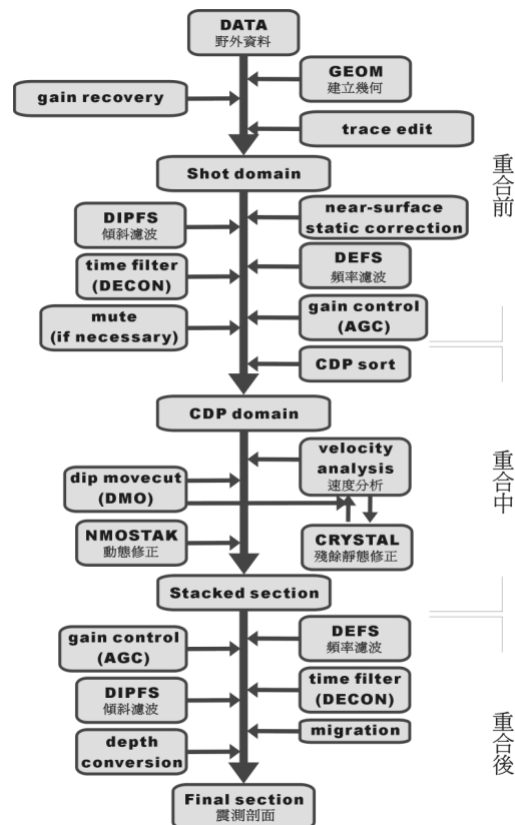 DATA
野外資料
GEOM
建立幾何
gain recovery
trace edit
Shot domain
重合前
DIPFS
傾斜濾波
near-surface
static correction
time filter
(DECON)
DEFS
頻率濾波
mute
(if necessary)
gain control
(AGC)
CDP sort
CDP domain
重合中
velocity
analysis
速度分析
dip movecut
(DMO)
NMOSTAK
動態修正
CRYSTAL
殘餘靜態修正
Stacked section
gain control
(AGC)
DEFS
頻率濾波
DIPFS
傾斜濾波
time filter
(DECON)
重合後
migration
depth
conversion
Final section
震測剖面